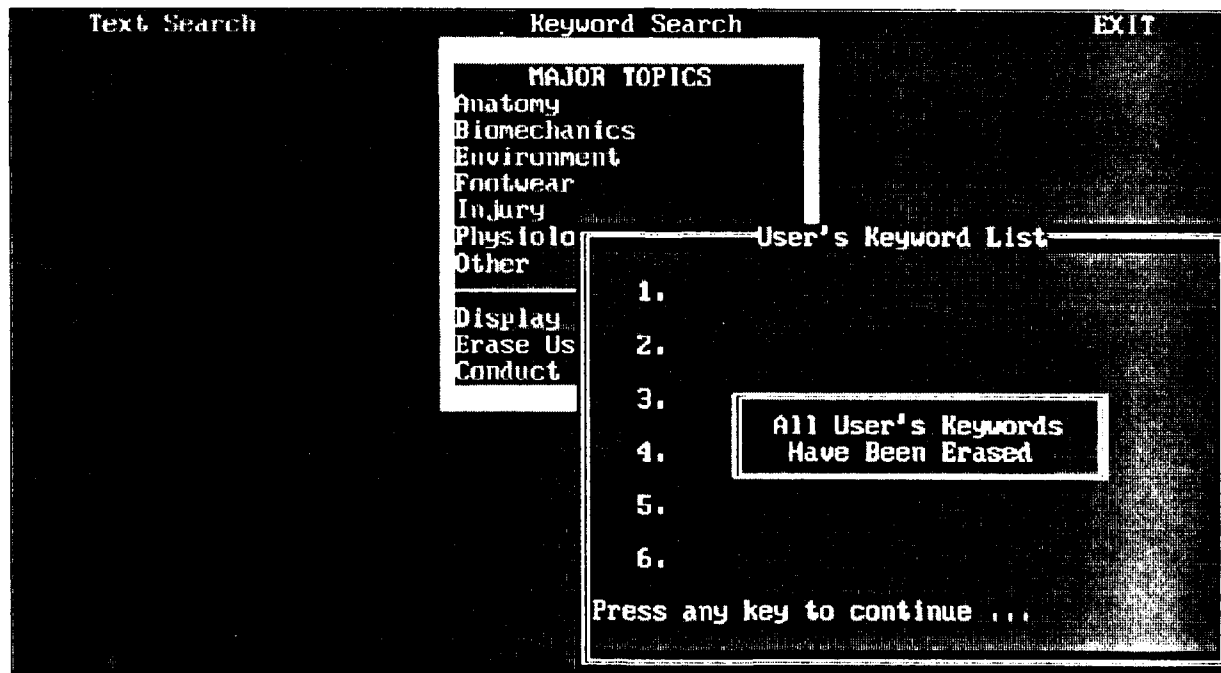 Text Search Keyword Search EXIT
MAJOR TOPICS
Anatomy
Biomechanics
Environment
Footwear
Injury
Physiolo
Other
Display
Erase Us
Conduct
User's Keyword List
1.
2.
3.
4.
5.
6.
All User's Keywords
Have Been Erased
Press any key to continue ...